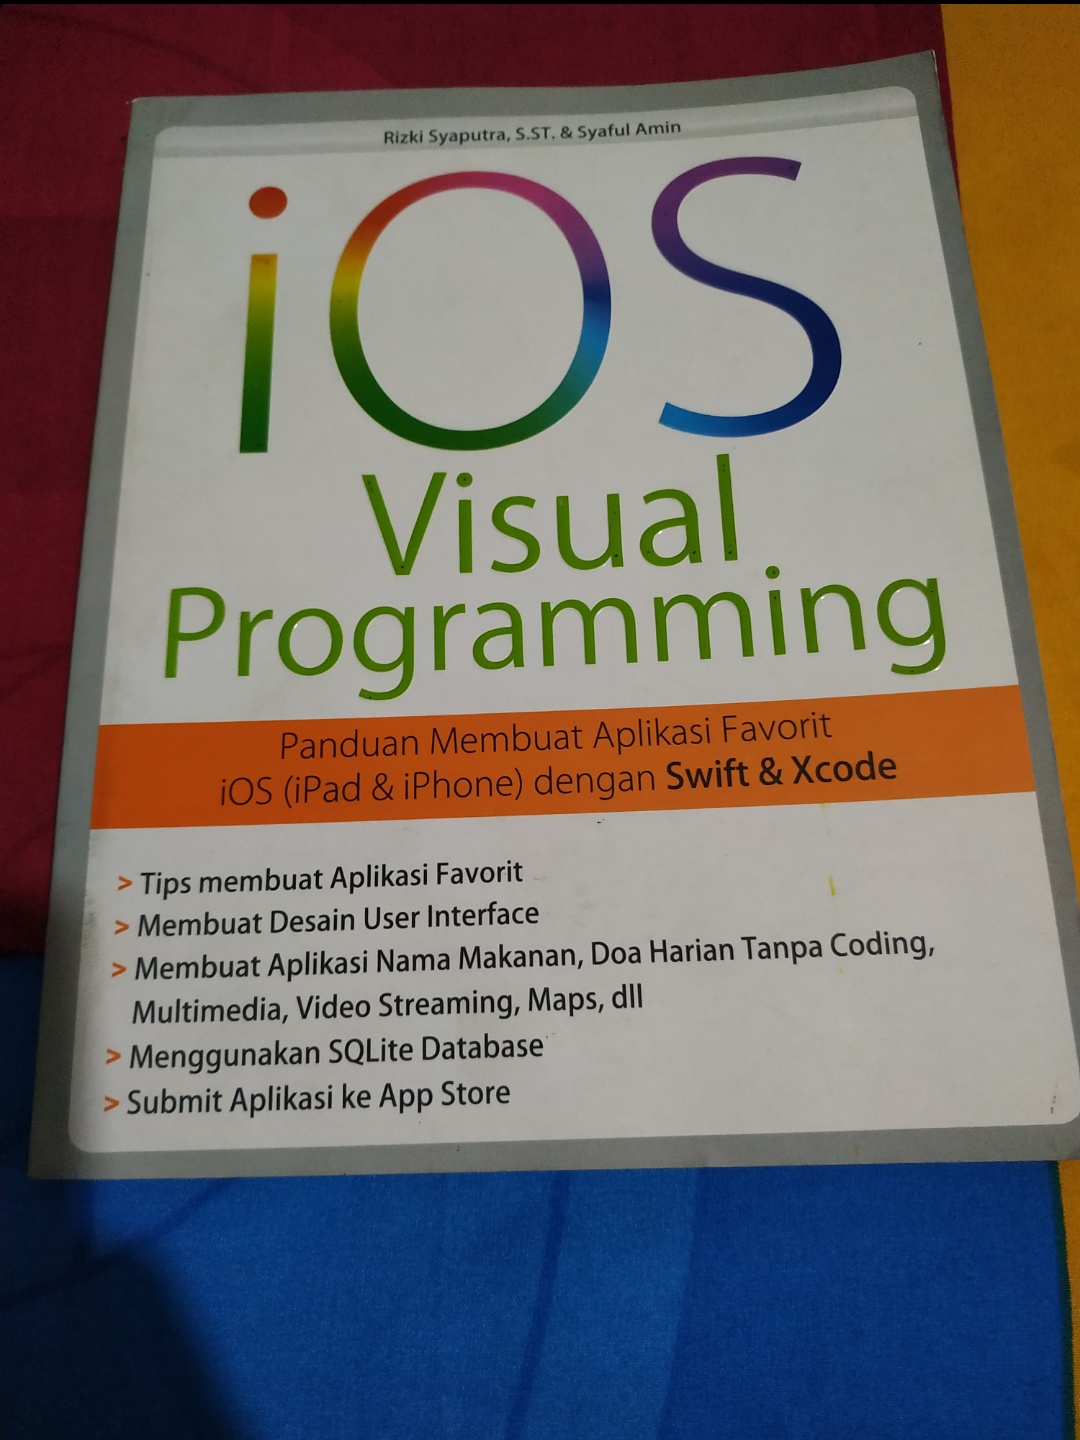 Rizki Syaputra, S.ST. & Syaful Amin
iOS
Visual
Programming
Panduan Membuat Aplikasi Favorit
iOS (iPad & iPhone) dengan Swift & Xcode
> Tips membuat Aplikasi Favorit
> Membuat Desain User Interface
> Membuat Aplikasi Nama Makanan, Doa Harian Tanpa Coding,
Multimedia, Video Streaming, Maps, dll
> Menggunakan SQLite Database
> Submit Aplikasi ke App Store